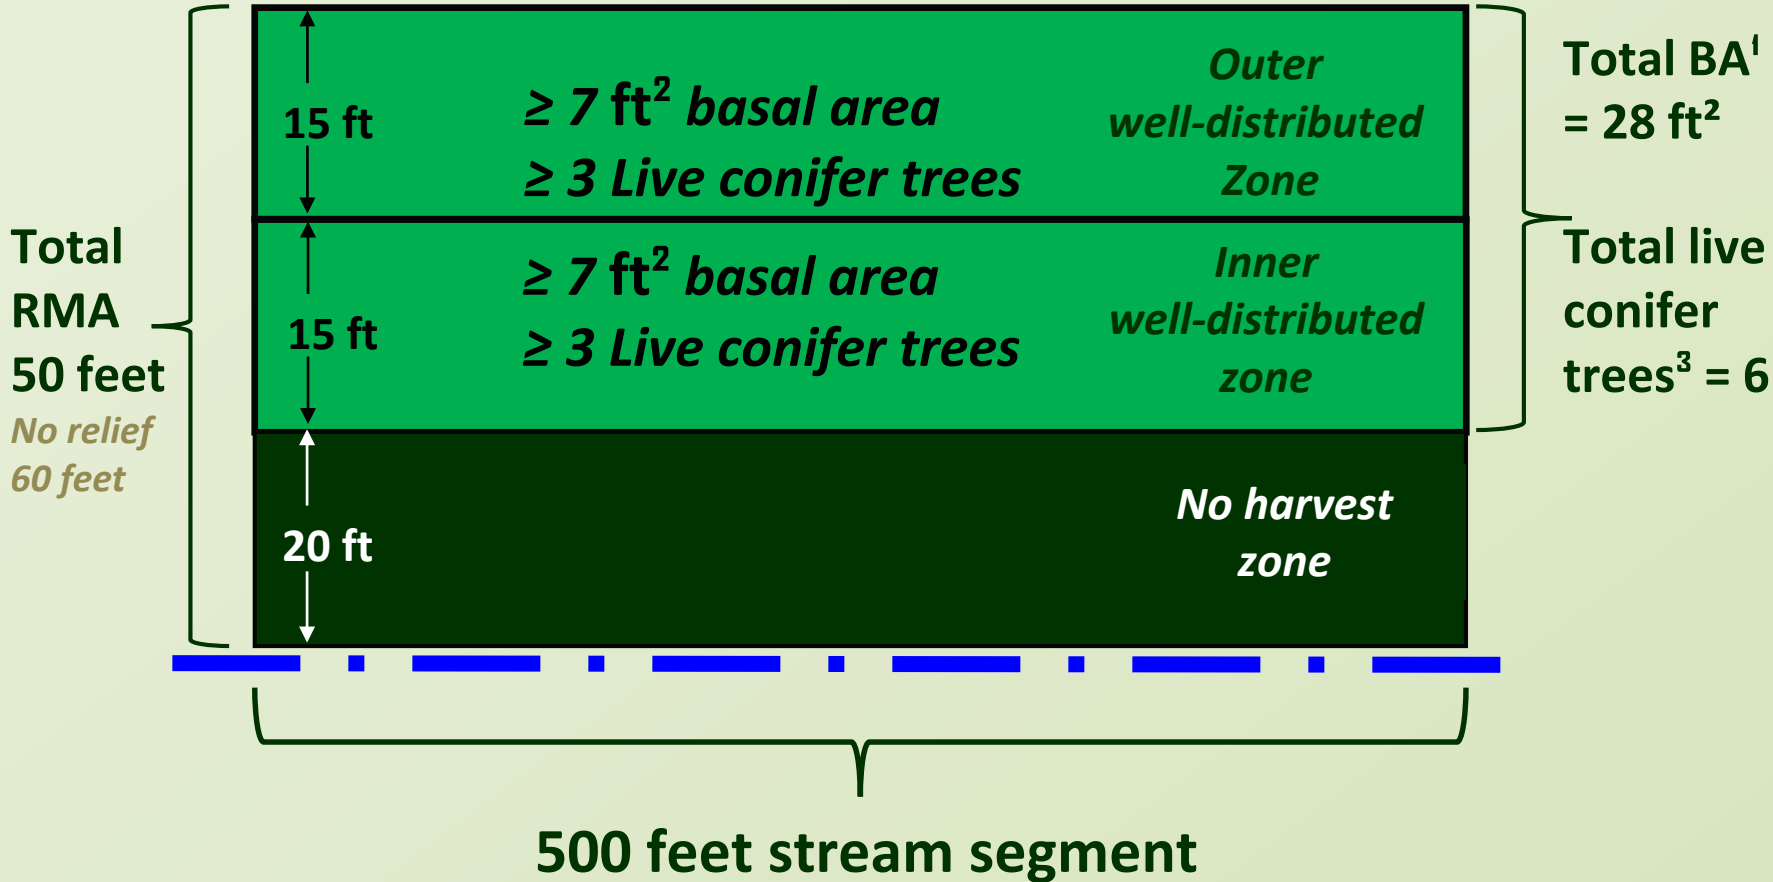 15 ft
≥ 7 ft² basal area
≥ 3 Live conifer trees
Outer
well-distributed
Zone
15 ft
≥ 7 ft² basal area
≥ 3 Live conifer trees
Inner
well-distributed
zone
20 ft
No harvest
zone
Total
RMA
50 feet
No relief
60 feet
Total BA¹
= 28 ft²
Total live
conifer
trees³ = 6
500 feet stream segment